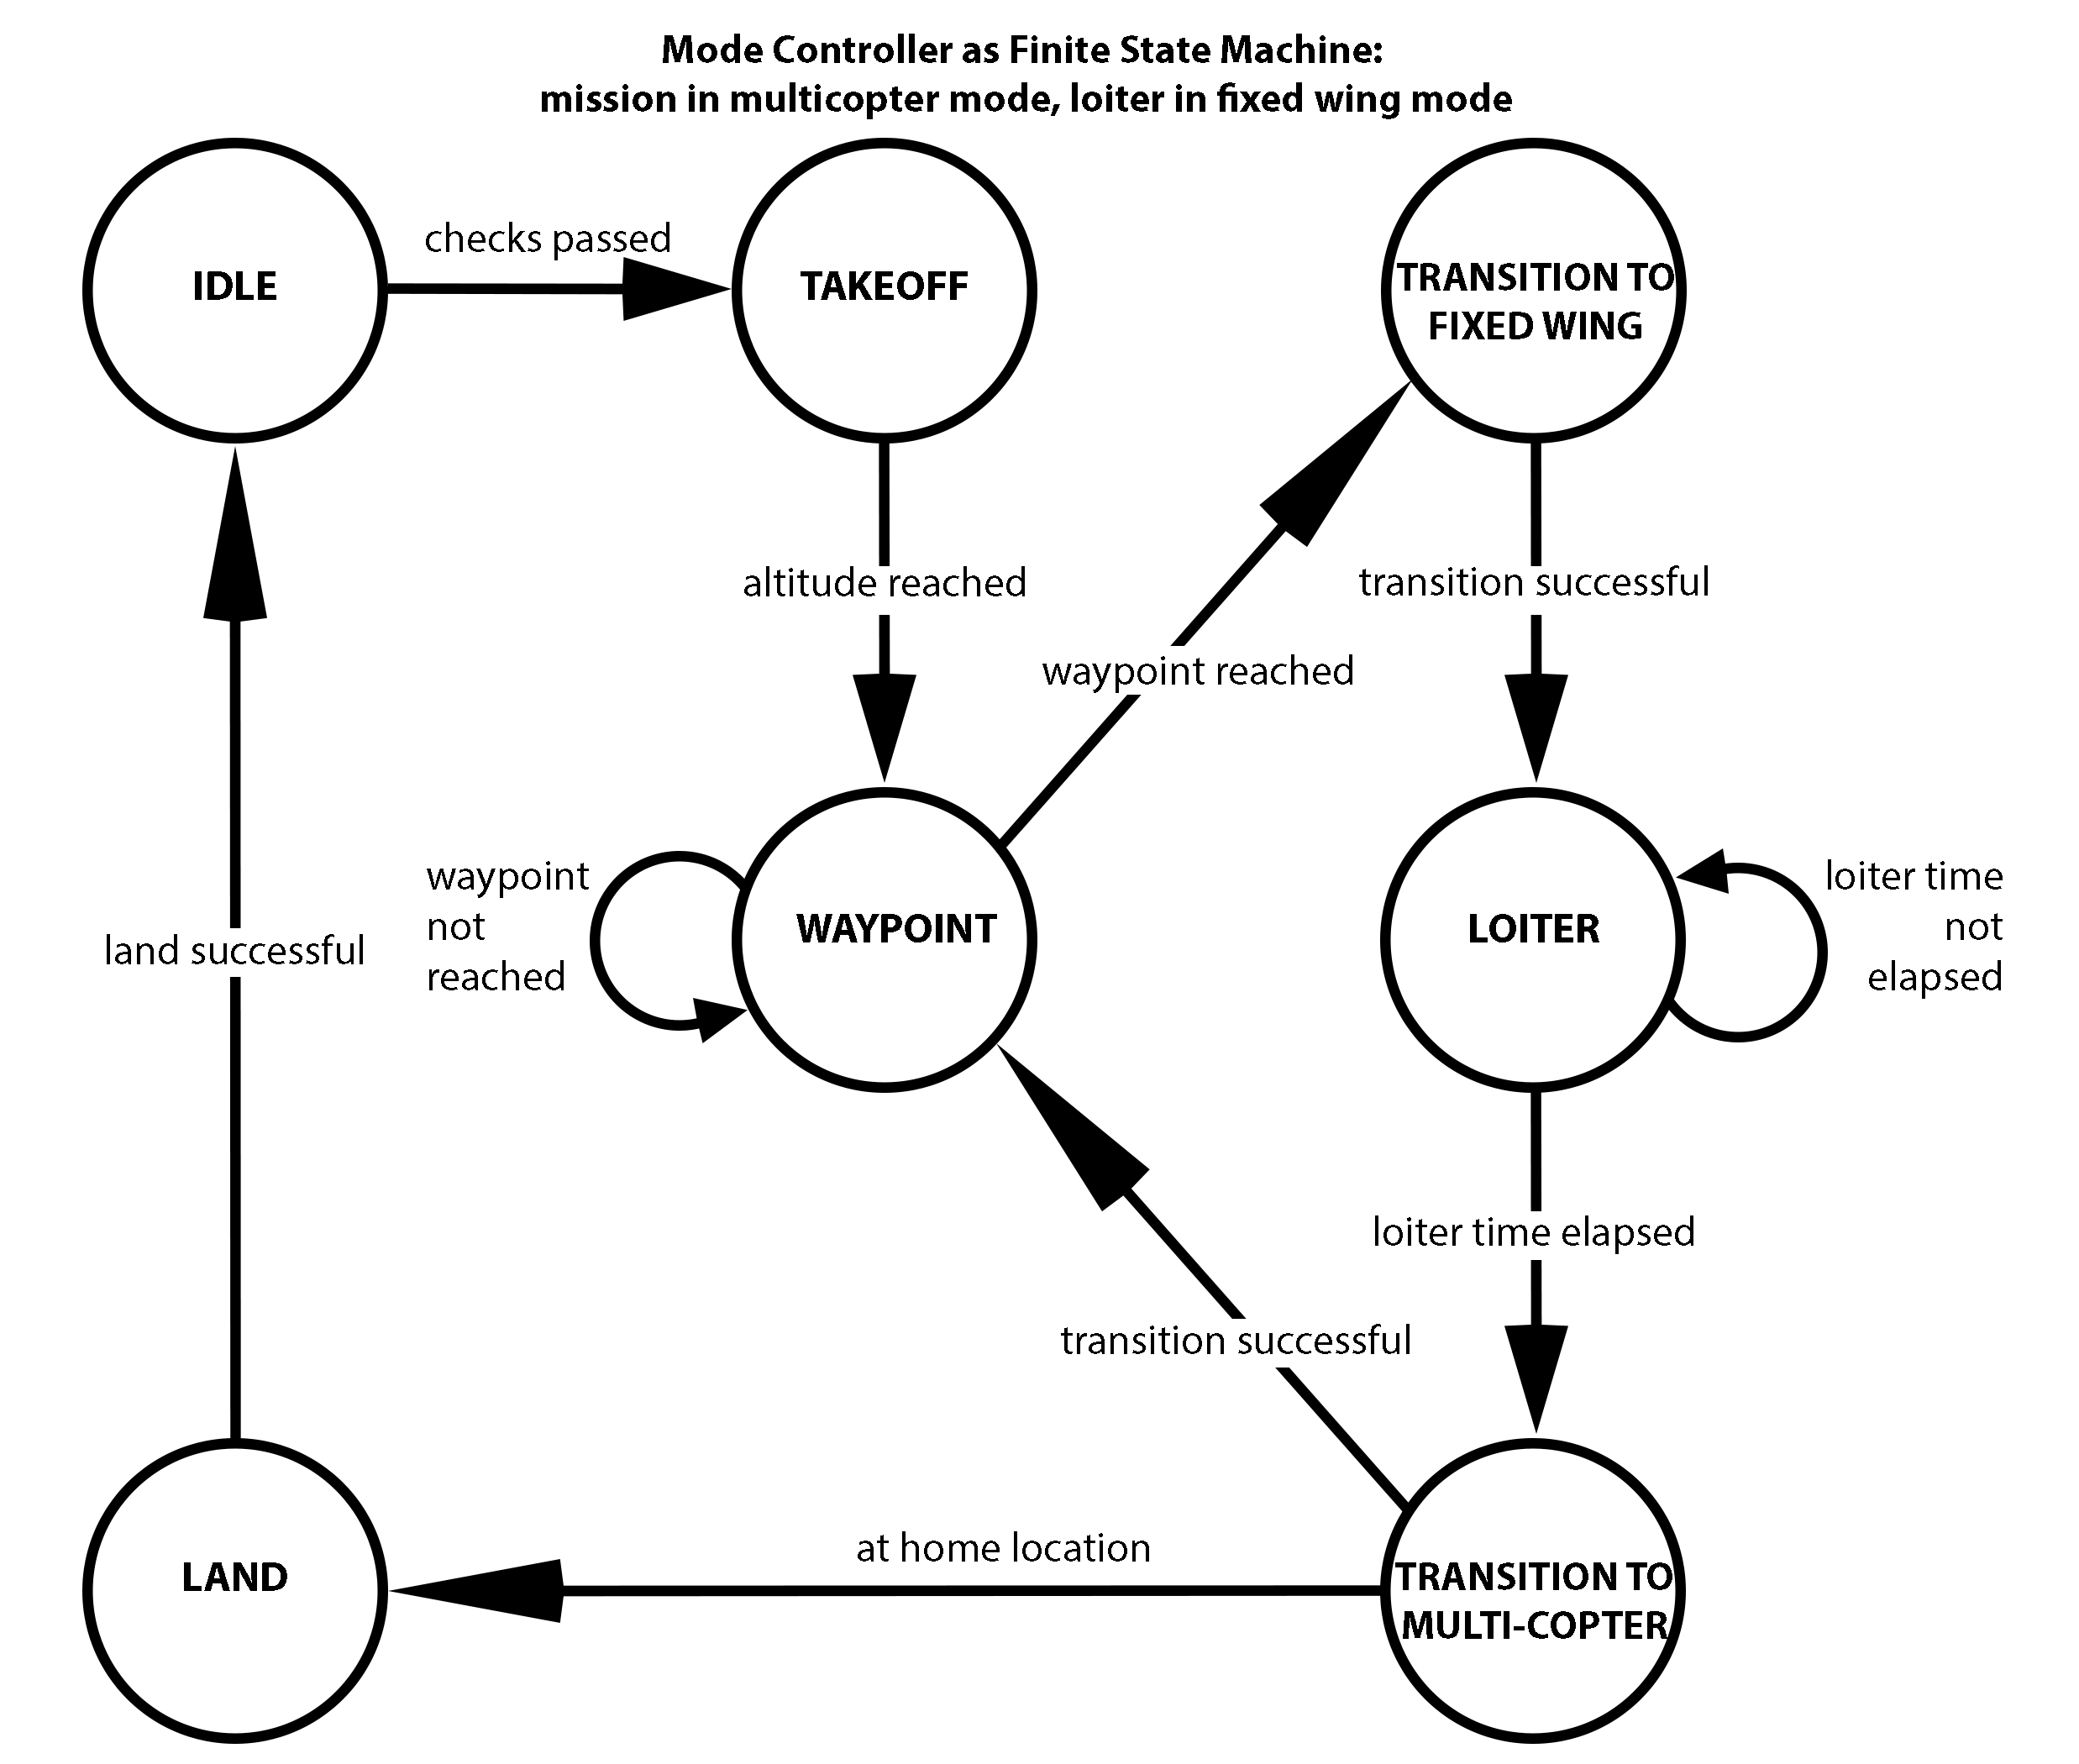 Mode Controller as Finite State Machine:
mission in multicopter mode, loiter in fixed wing mode
IDLE
checks passed
TAKEOFF
TRANSITION TO
FIXED WING
altitude reached
transition successful
waypoint reached
waypoint
not
reached
WAYPOINT
LOITER
loiter time
not
elapsed
land successful
loiter time elapsed
transition successful
at home location
LAND
TRANSITION TO
MULTI-COPTER